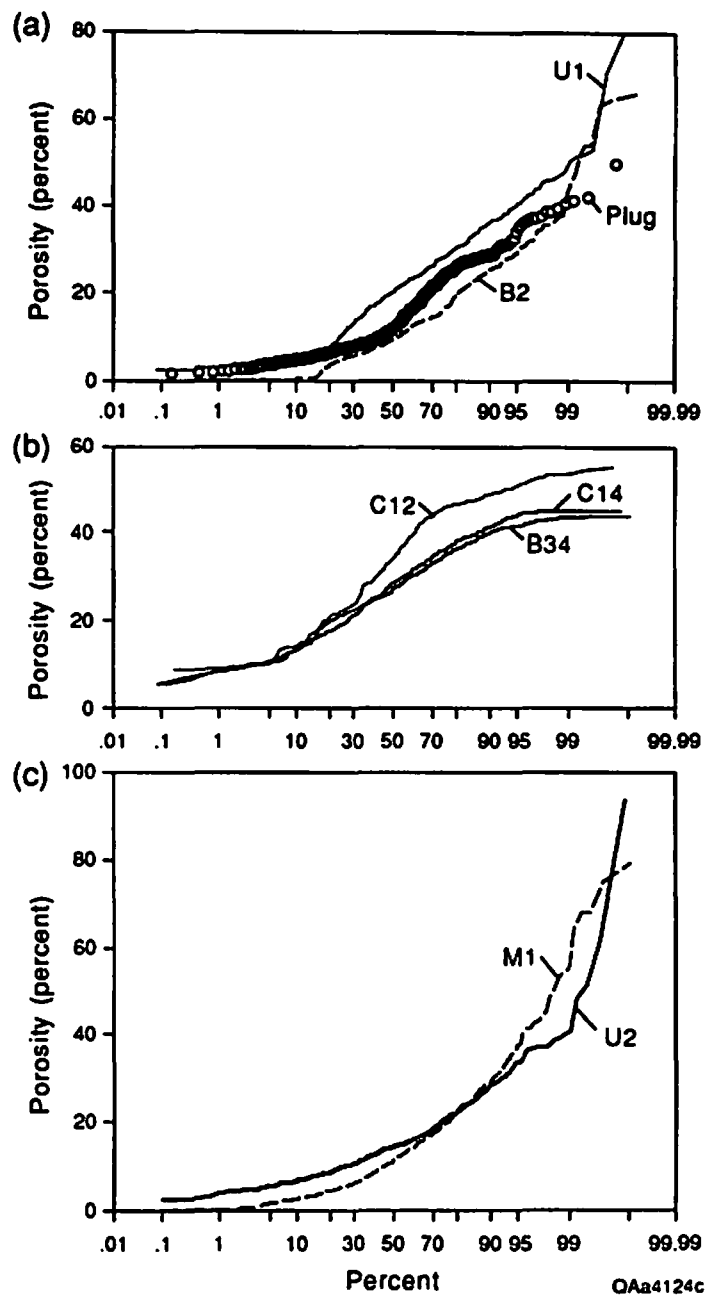 (a)
80
60
40
20
0
Porosity (percent)
U1
Plug
B2
.01 .1 1 10 30 50 70 90 95 99 99.99
(b)
60
40
20
0
Porosity (percent)
C12
C14
B34
.01 .1 1 10 30 50 70 90 95 99 99.99
(c)
100
80
60
40
20
0
Porosity (percent)
M1
U2
.01 .1 1 10 30 50 70 90 95 99 99.99
Percent
QAa4124c